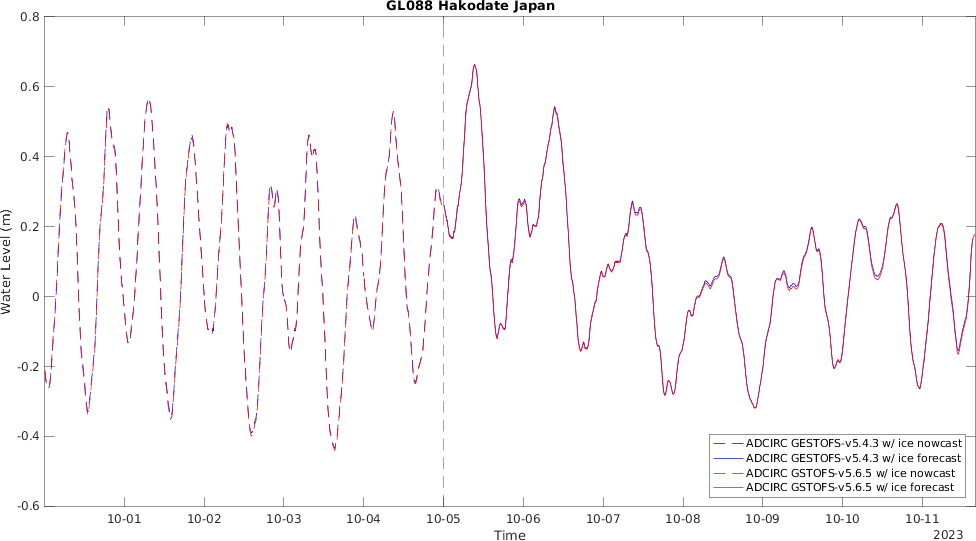 GL088 Hakodate Japan
0.8
0.6
0.4
0.2
0
-0.2
-0.4
-0.6
Water Level (m)
ADCIRC GESTOFS-v5.4.3 w/ ice nowcast
ADCIRC GESTOFS-v5.4.3 w/ ice forecast
ADCIRC GSTOFS-v5.6.5 w/ ice nowcast
ADCIRC GSTOFS-v5.6.5 w/ ice forecast
10-01 10-02 10-03 10-04 10-05 10-06 10-07 10-08 10-09 10-10 10-11
Time
2023